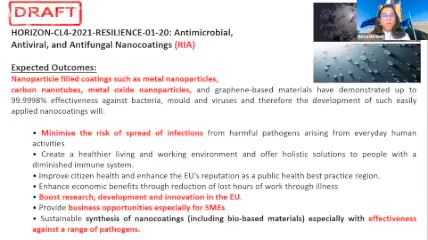 DRAFT
HORIZON-CL4-2021-RESILIENCE-01-20: Antimicrobial,
Antiviral, and Antifungal Nanocoatings (RIA)
Expected Outcomes:
Nanoparticle filled coatings such as metal nanoparticles,
carbon nanotubes, metal oxide nanoparticles, and graphene-based materials have demonstrated up to
99.9998% effectiveness against bacteria, mould and viruses and therefore the development of such easily
applied nanocoatings will:
• Minimise the risk of spread of infections from harmful pathogens arising from everyday human
activities
• Create a healthier living and working environment and offer holistic solutions to people with a
diminished immune system.
• Improve citizen health and enhance the EU's reputation as a public health best practice region.
• Enhance economic benefits through reduction of lost hours of work through illness
• Boost research, development and innovation in the EU.
• Provide business opportunities especially for SMEs
• Sustainable synthesis of nanocoatings (including bio-based materials) especially with effectiveness
against a range of pathogens.